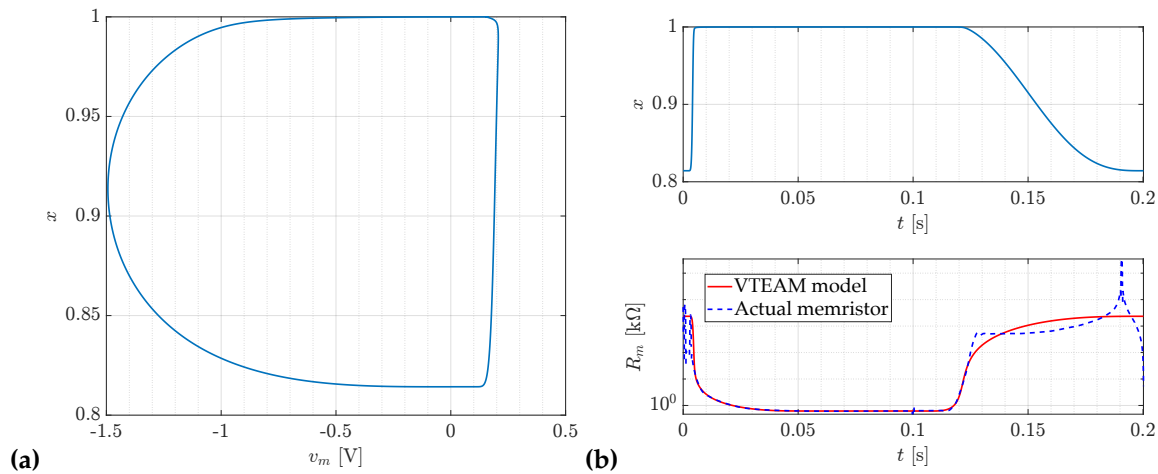 1
0.95
0.9
0.85
0.8
x
-1.5 -1 -0.5 0 0.5
v_m [V]
(a)
1
0.9
0.8
x
0 0.05 0.1 0.15 0.2
t [s]
VTEAM model
Actual memristor
R_m [kΩ]
10^0
0 0.05 0.1 0.15 0.2
t [s]
(b)